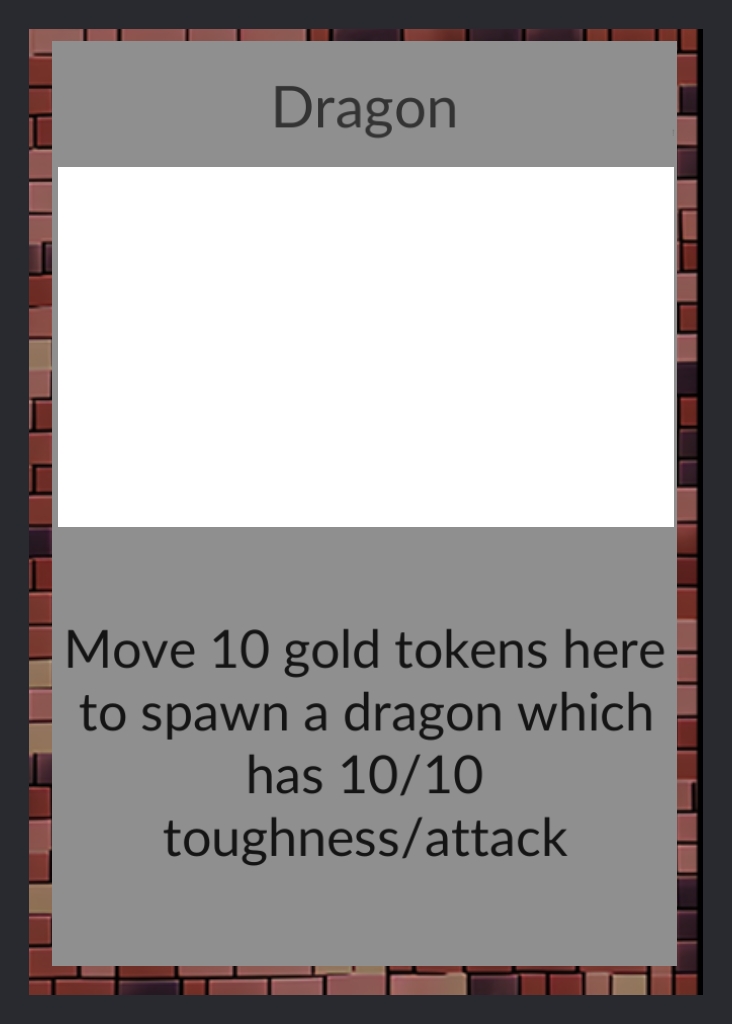 Dragon
Move 10 gold tokens here
to spawn a dragon which
has 10/10
toughness/attack